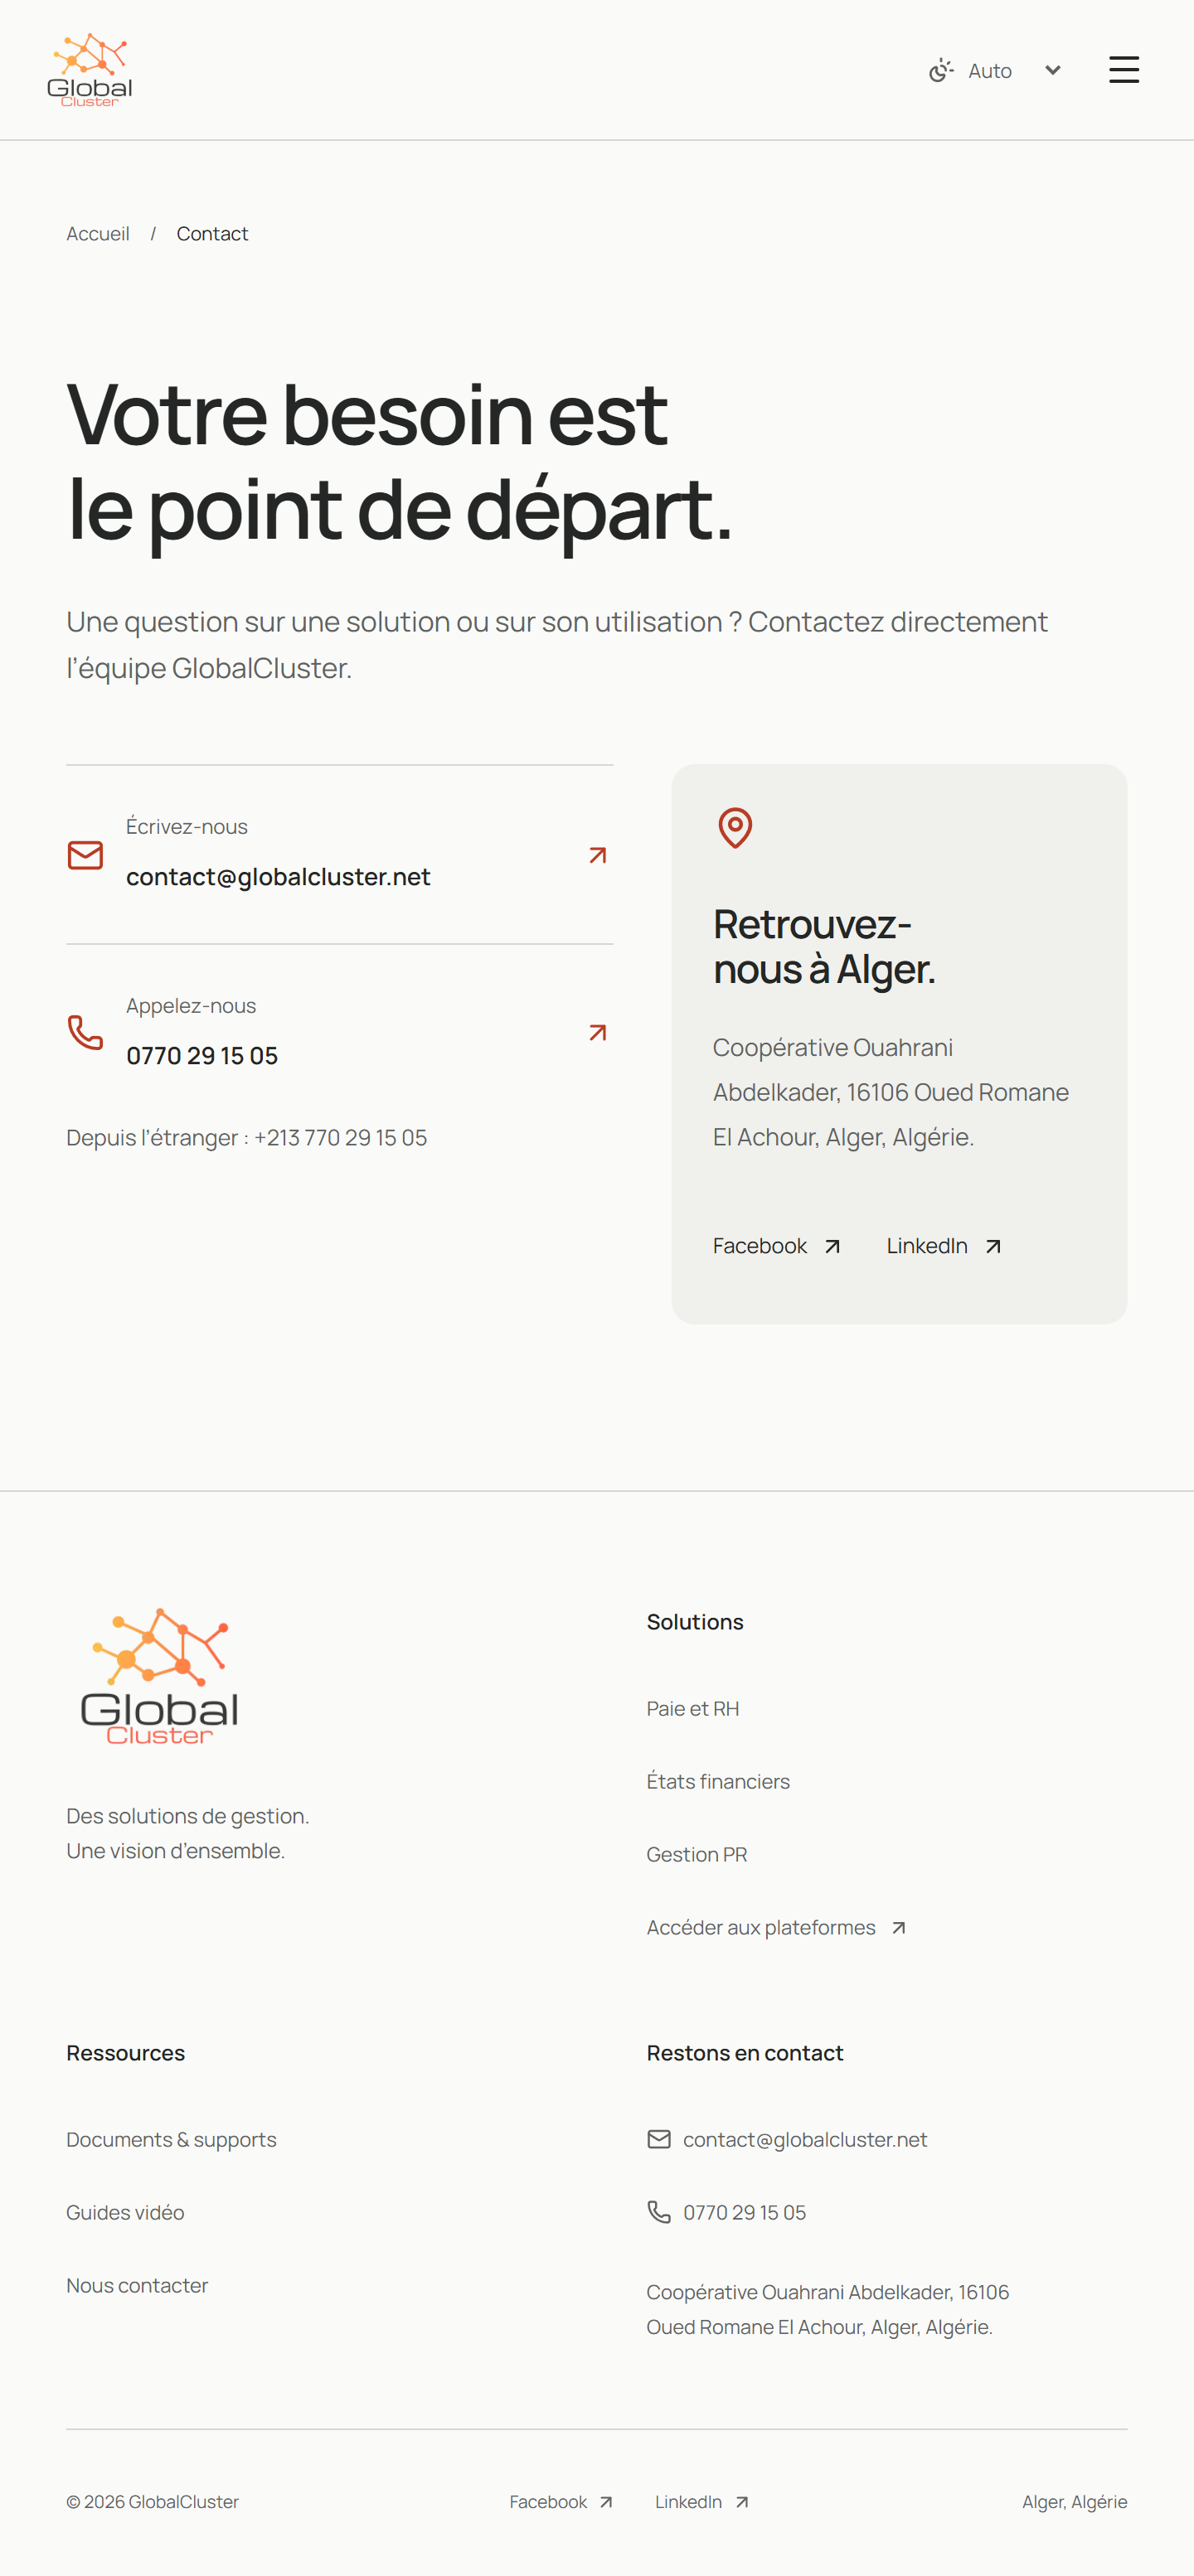 Global
Cluster
Auto
Accueil / Contact
Votre besoin est
le point de départ.
Une question sur une solution ou sur son utilisation ? Contactez directement
l’équipe GlobalCluster.
Écrivez-nous
contact@globalcluster.net
Appelez-nous
0770 29 15 05
Depuis l’étranger : +213 770 29 15 05
Retrouvez-
nous à Alger.
Coopérative Ouahrani
Abdelkader, 16106 Oued Romane
El Achour, Alger, Algérie.
Facebook LinkedIn
Global
Cluster
Des solutions de gestion.
Une vision d’ensemble.
Solutions
Paie et RH
États financiers
Gestion PR
Accéder aux plateformes
Ressources
Documents & supports
Guides vidéo
Nous contacter
Restons en contact
contact@globalcluster.net
0770 29 15 05
Coopérative Ouahrani Abdelkader, 16106
Oued Romane El Achour, Alger, Algérie.
© 2026 GlobalCluster Facebook LinkedIn Alger, Algérie